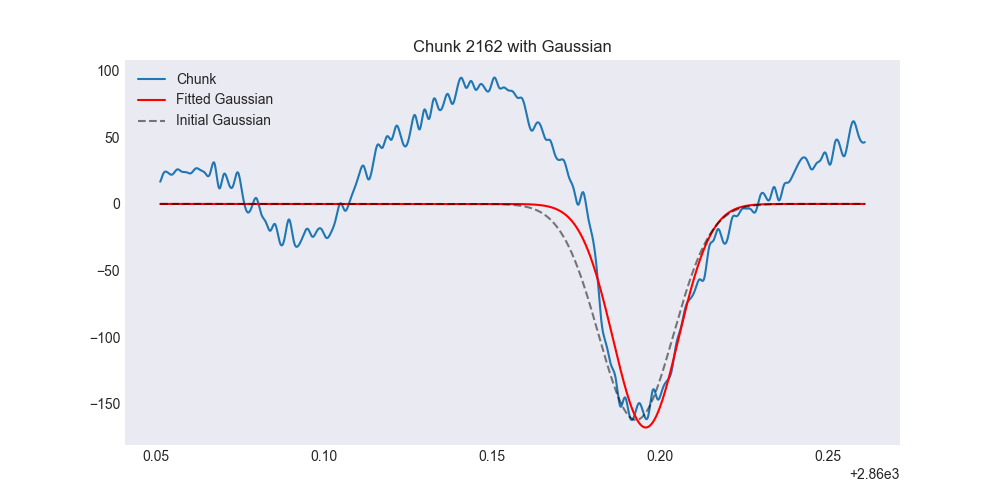 Chunk 2162 with Gaussian
Chunk
Fitted Gaussian
Initial Gaussian
100
50
0
−50
−100
−150
0.05 0.10 0.15 0.20 0.25
+2.86e3